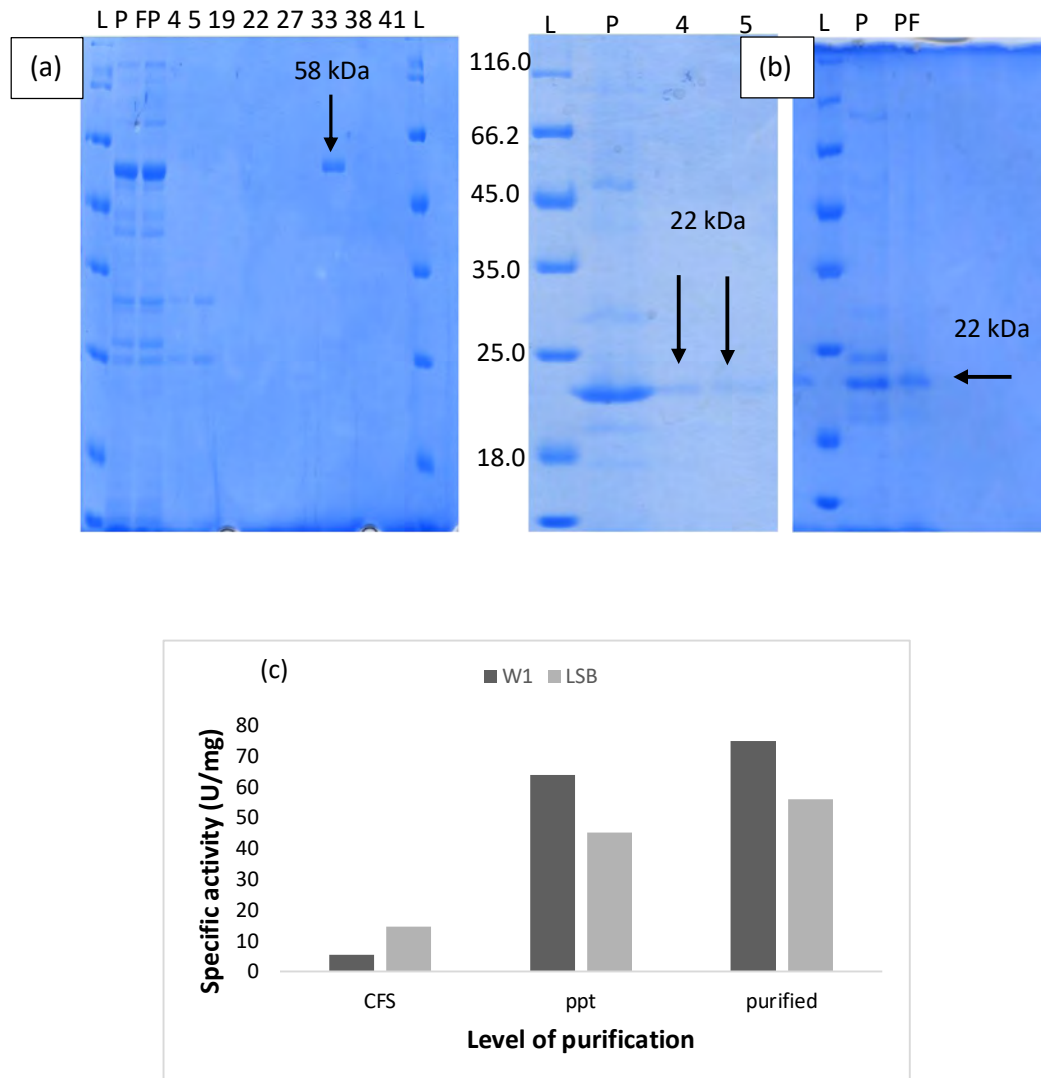 L P FP 4 5 19 22 27 33 38 41 L
(a)
58 kDa
L P 4 5
116.0
66.2
45.0
35.0
25.0
18.0
22 kDa
(b)
L P PF
22 kDa
(c)
W1 LSB
Specific activity (U/mg)
80
70
60
50
40
30
20
10
0
CFS ppt purified
Level of purification